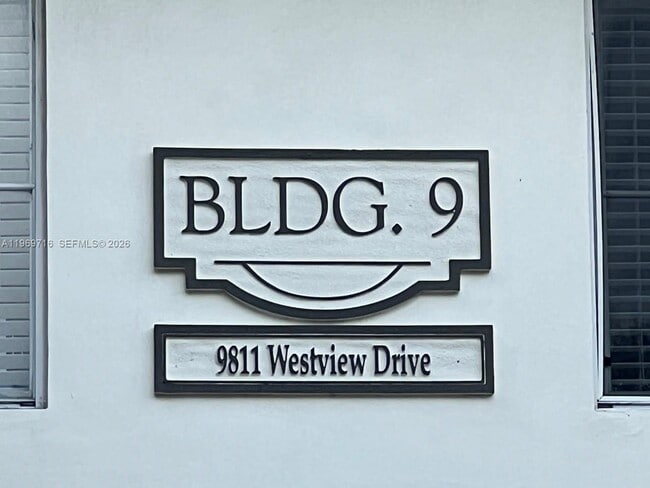 BLDG. 9
A11969716 SEFMLS© 2026
9811 Westview Drive